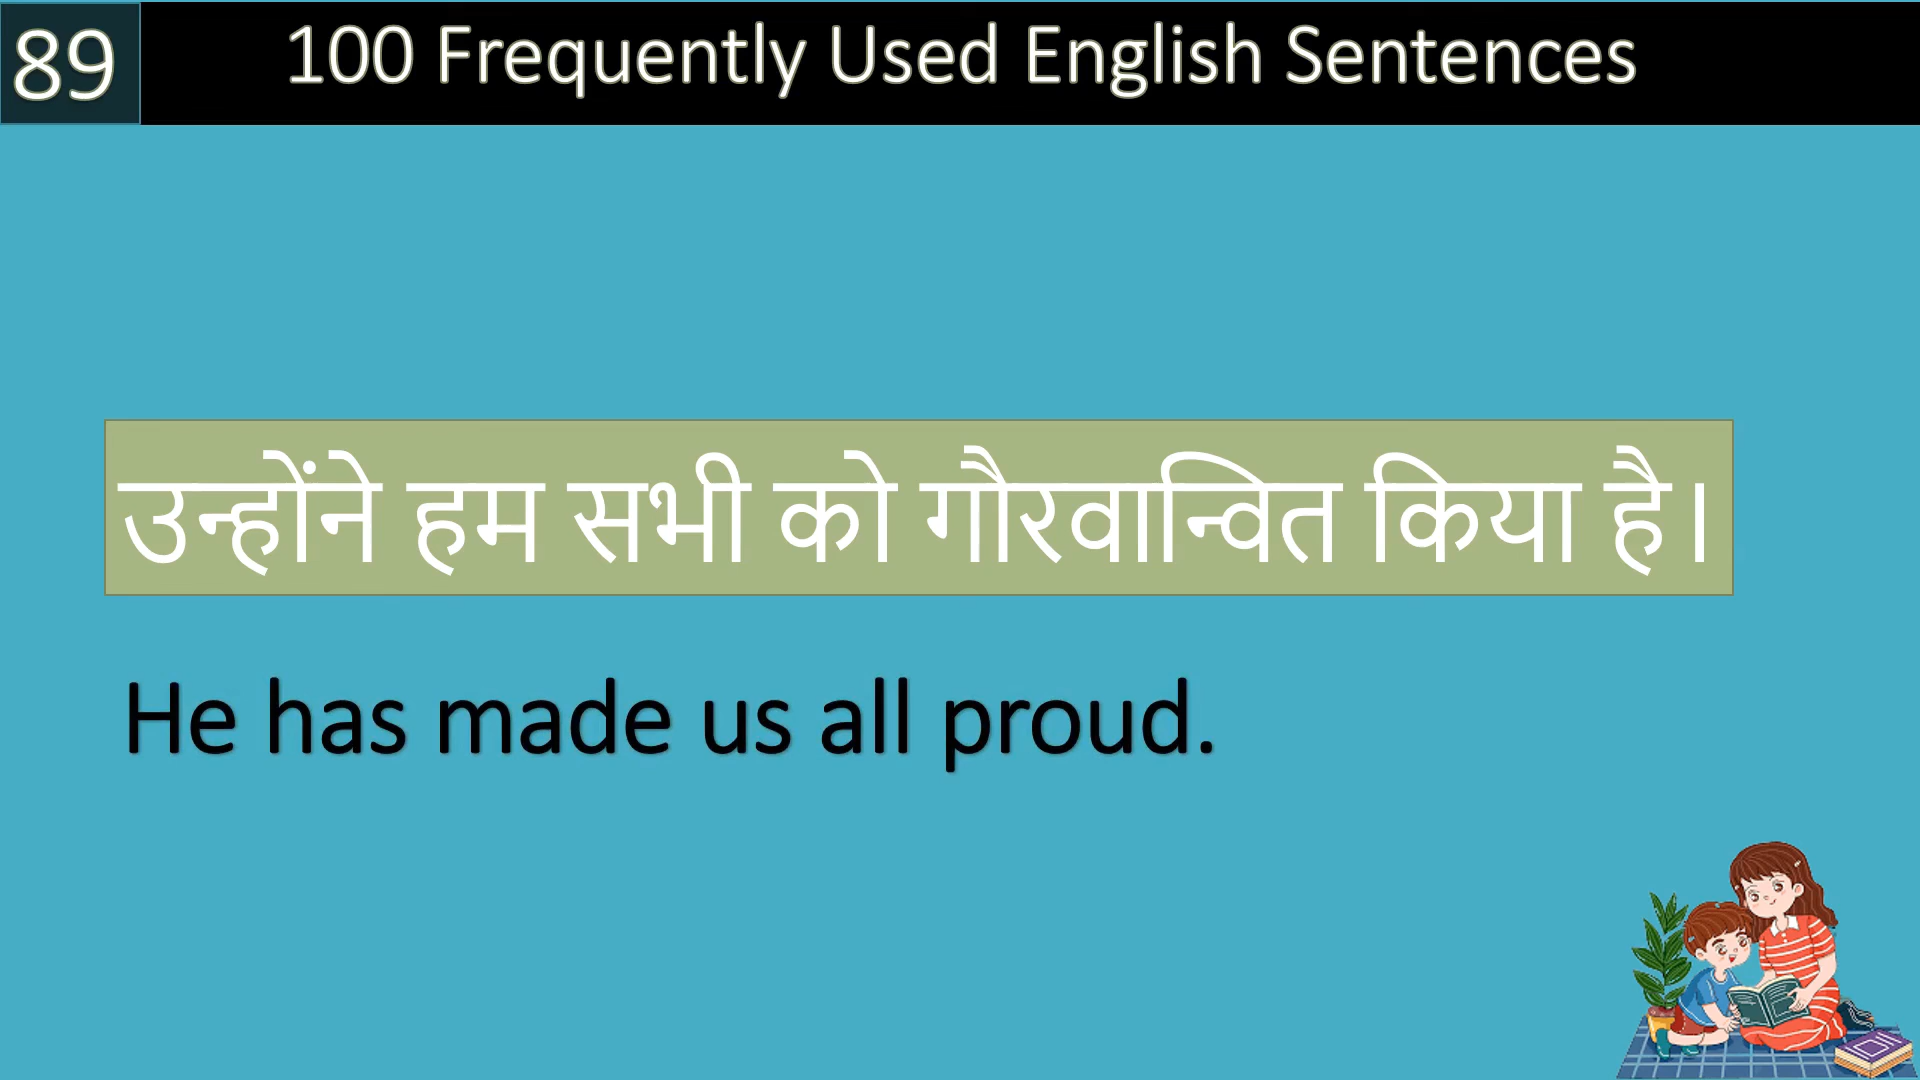 89
100 Frequently Used English Sentences
उन्होंने हम सभी को गौरवान्वित किया है।
He has made us all proud.